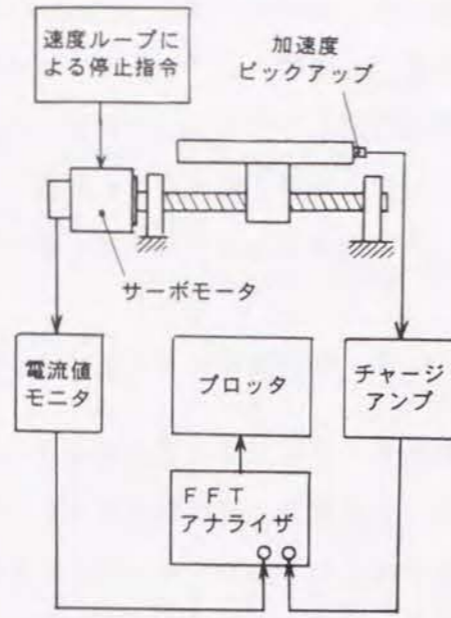 速度ループに
よる停止指令
加速度
ピックアップ
サーボモータ
電流値
モニタ
プロッタ
チャージ
アンプ
FFT
アナライザ